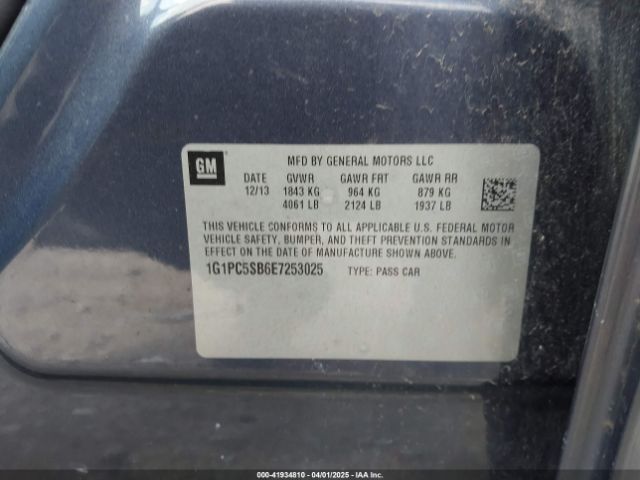 GM
MFD BY GENERAL MOTORS LLC
DATE GVWR GAWR FRT GAWR RR
12/13 1843 KG 964 KG 879 KG
4061 LB 2124 LB 1937 LB
THIS VEHICLE CONFORMS TO ALL APPLICABLE U.S. FEDERAL MOTOR
VEHICLE SAFETY, BUMPER, AND THEFT PREVENTION STANDARDS IN
EFFECT ON THE DATE OF MANUFACTURE SHOWN ABOVE.
1G1PC5SB6E7253025 TYPE: PASS CAR
000-41934810 - 04/01/2025 - IAAI.COM